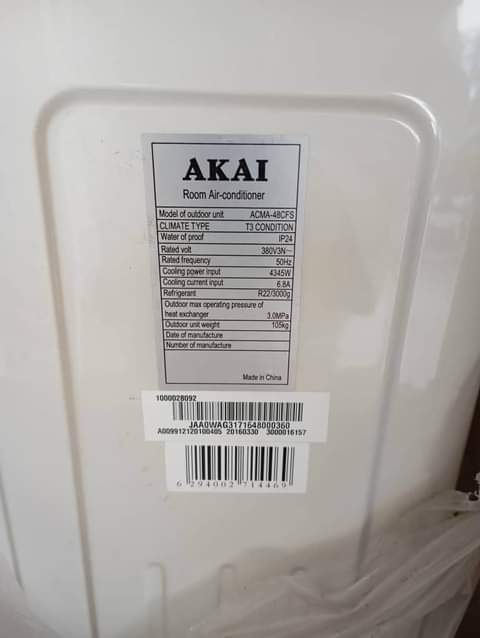 AKAI
Room Air-conditioner
Model of outdoor unit ACMA-48CFS
CLIMATE TYPE T3 CONDITION
Water of proof IP24
Rated volt 380V3N~
Rated frequency 50Hz
Cooling power input 4345W
Cooling current input 6.8A
Refrigerant R22/3000g
Outdoor max operating pressure of
heat exchanger 3.0MPa
Outdoor unit weight 105kg
Date of manufacture
Number of manufacture
Made in China
1000028092
JAA0WAG3171648000360
A009912120100405 20160330 3000016157
6 294002 714469